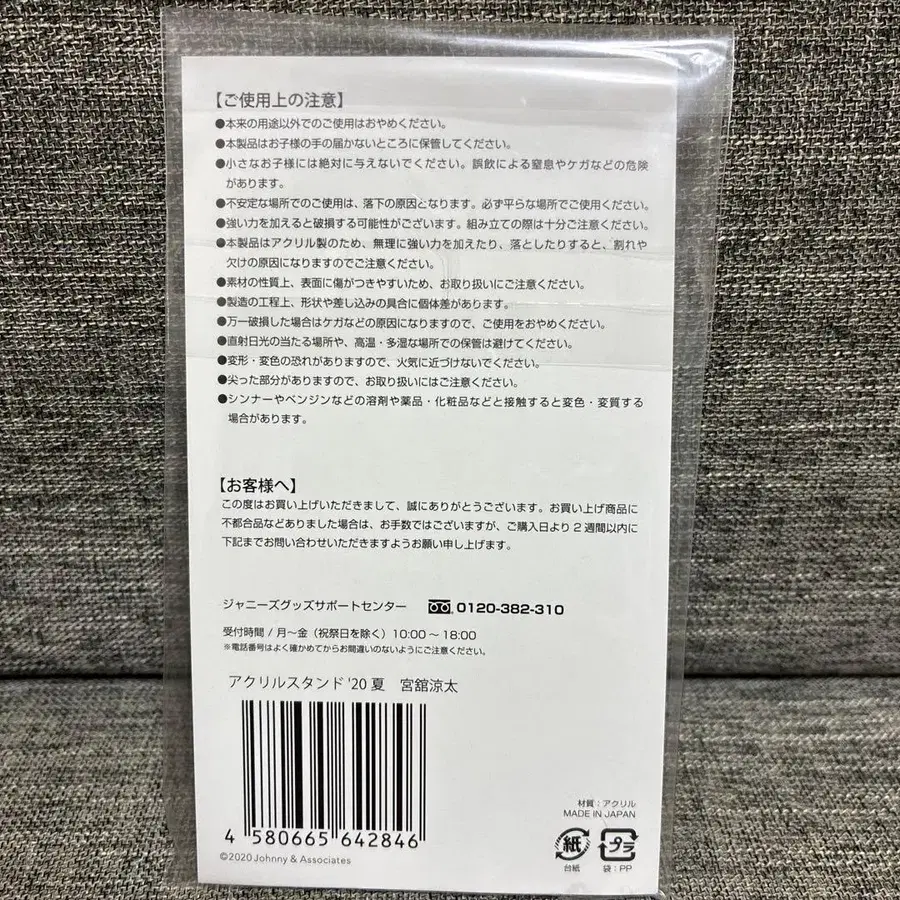 【ご使用上の注意】
●本来の用途以外でのご使用はおやめください。
●本製品はお子様の手の届かないところに保管してください。
●小さなお子様には絶対に与えないでください。誤飲による窒息やケガなどの危険
があります。
●不安定な場所でのご使用は、落下の原因となります。必ず平らな場所でご使用ください。
●強い力を加えると破損する可能性がございます。組み立ての際は十分ご注意ください。
●本製品はアクリル製のため、無理に強い力を加えたり、落としたりすると、割れや
欠けの原因になりますのでご注意ください。
●素材の性質上、表面に傷がつきやすいため、お取り扱いにご注意ください。
●製造の工程上、形状や差し込みの具合に個体差があります。
●万一破損した場合はケガなどの原因になりますので、ご使用をおやめください。
●直射日光の当たる場所や、高温・多湿な場所での保管は避けてください。
●変形・変色の恐れがありますので、火気に近づけないでください。
●尖った部分がありますので、お取り扱いにはご注意ください。
●シンナーやベンジンなどの溶剤や薬品・化粧品などと接触すると変色・変質する
場合があります。
【お客様へ】
この度はお買い上げいただきまして、誠にありがとうございます。お買い上げ商品に
不都合品などありました場合は、お手数ではございますが、ご購入日より2週間以内に
下記までお問い合わせいただきますようお願い申し上げます。
ジャニーズグッズサポートセンター 0120-382-310
受付時間 / 月〜金（祝祭日を除く）10:00〜18:00
※電話番号はよく確かめてからお間違いのないようにご注意ください。
アクリルスタンド '20 夏 宮舘涼太
4 580665 642846
©2020 Johnny & Associates
材質：アクリル
MADE IN JAPAN
紙 プラ
台紙 袋：PP